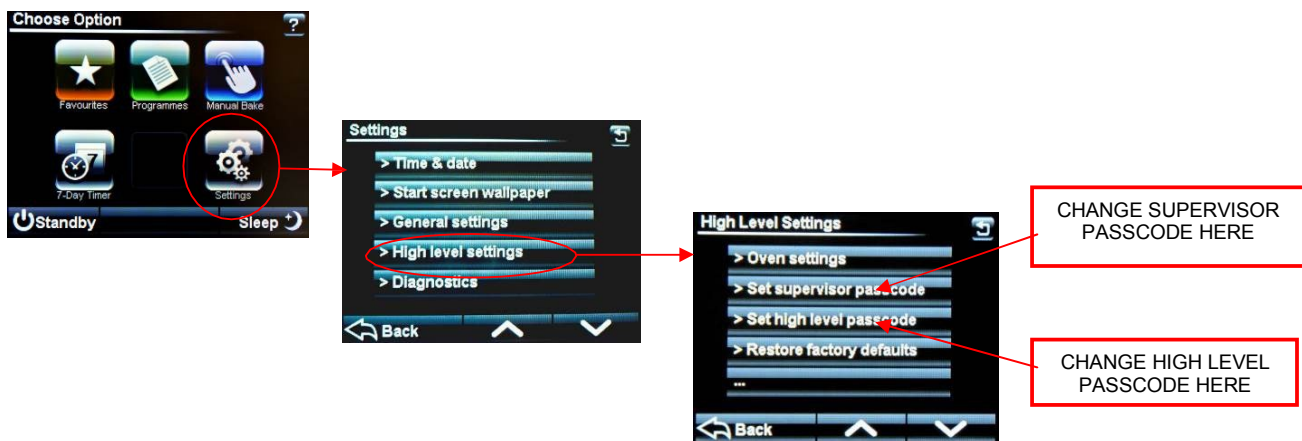 Choose Option
?
Favourites
Programmes
Manual Bake
7
7-Day Timer
Settings
Standby
Sleep
Settings
> Time & date
> Start screen wallpaper
> General settings
> High level settings
> Diagnostics
Back
High Level Settings
> Oven settings
> Set supervisor passcode
> Set high level passcode
> Restore factory defaults
...
Back
CHANGE SUPERVISOR
PASSCODE HERE
CHANGE HIGH LEVEL
PASSCODE HERE